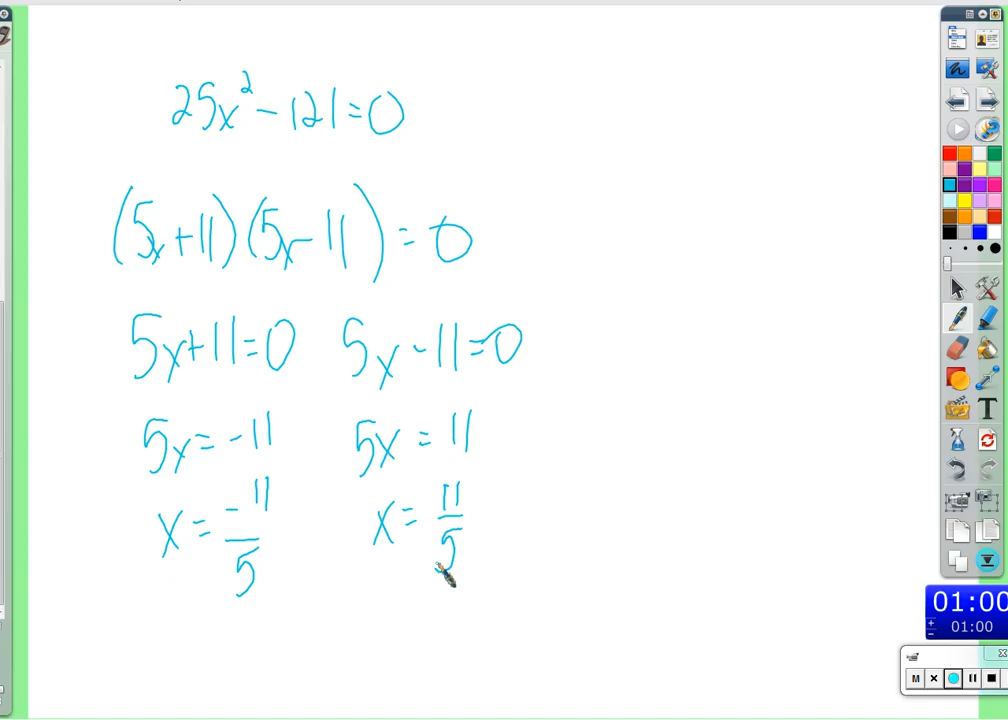 25x² - 121 = 0
(5x + 11)(5x - 11) = 0
5x + 11 = 0   5x - 11 = 0
5x = -11   5x = 11
x = -11/5   x = 11/5
T
01:00
01:00
M